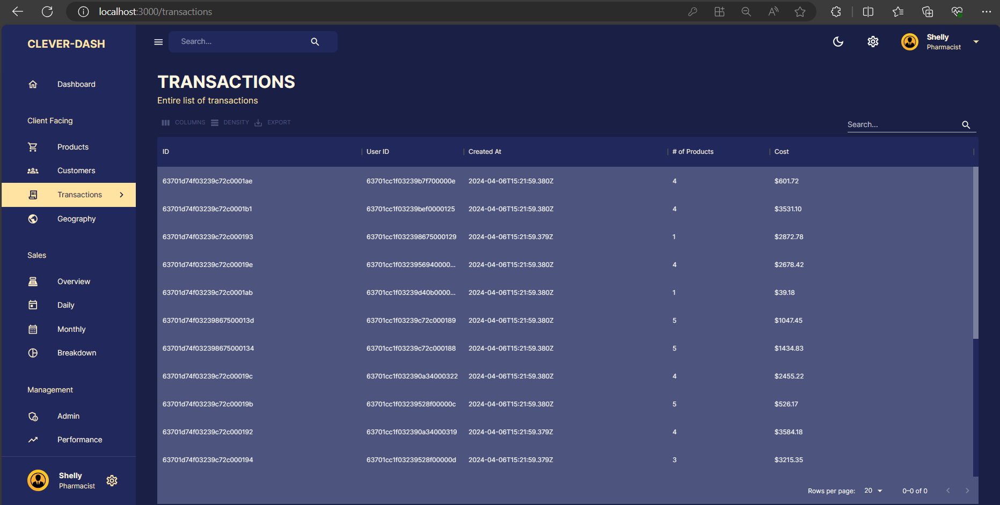 localhost:3000/transactions
CLEVER-DASH
Search...
Shelly
Pharmacist
Dashboard
Client Facing
Products
Customers
Transactions
Geography
Sales
Overview
Daily
Monthly
Breakdown
Management
Admin
Performance
Shelly
Pharmacist
TRANSACTIONS
Entire list of transactions
COLUMNS DENSITY EXPORT
Search...
ID User ID Created At # of Products Cost
63701d74f03239c72c0001ae 63701cc1f03239b7f700000e 2024-04-06T15:21:59.380Z 4 $601.72
63701d74f03239c72c0001b1 63701cc1f03239bef0000125 2024-04-06T15:21:59.380Z 4 $3531.10
63701d74f03239c72c000193 63701cc1f032398675000129 2024-04-06T15:21:59.379Z 1 $2872.78
63701d74f03239c72c00019e 63701cc1f0323956940000... 2024-04-06T15:21:59.380Z 4 $2678.42
63701d74f03239c72c0001ab 63701cc1f03239d40b0000... 2024-04-06T15:21:59.380Z 1 $39.18
63701d74f03239867500013d 63701cc1f03239c72c000189 2024-04-06T15:21:59.380Z 5 $1047.45
63701d74f032398675000134 63701cc1f03239c72c000188 2024-04-06T15:21:59.380Z 5 $1434.83
63701d74f03239c72c00019c 63701cc1f032390a34000322 2024-04-06T15:21:59.380Z 4 $2455.22
63701d74f03239c72c00019b 63701cc1f03239528f00000c 2024-04-06T15:21:59.380Z 5 $526.17
63701d74f03239c72c000192 63701cc1f032390a34000319 2024-04-06T15:21:59.379Z 4 $3584.18
63701d74f03239c72c000194 63701cc1f03239528f00000d 2024-04-06T15:21:59.379Z 3 $3215.35
Rows per page: 20 0–0 of 0